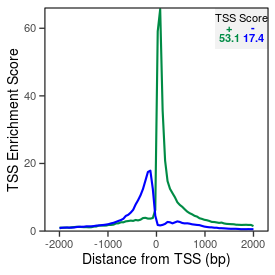 TSS Score
+ -
53.1 17.4
TSS Enrichment Score
60
40
20
0
-2000 -1000 0 1000 2000
Distance from TSS (bp)